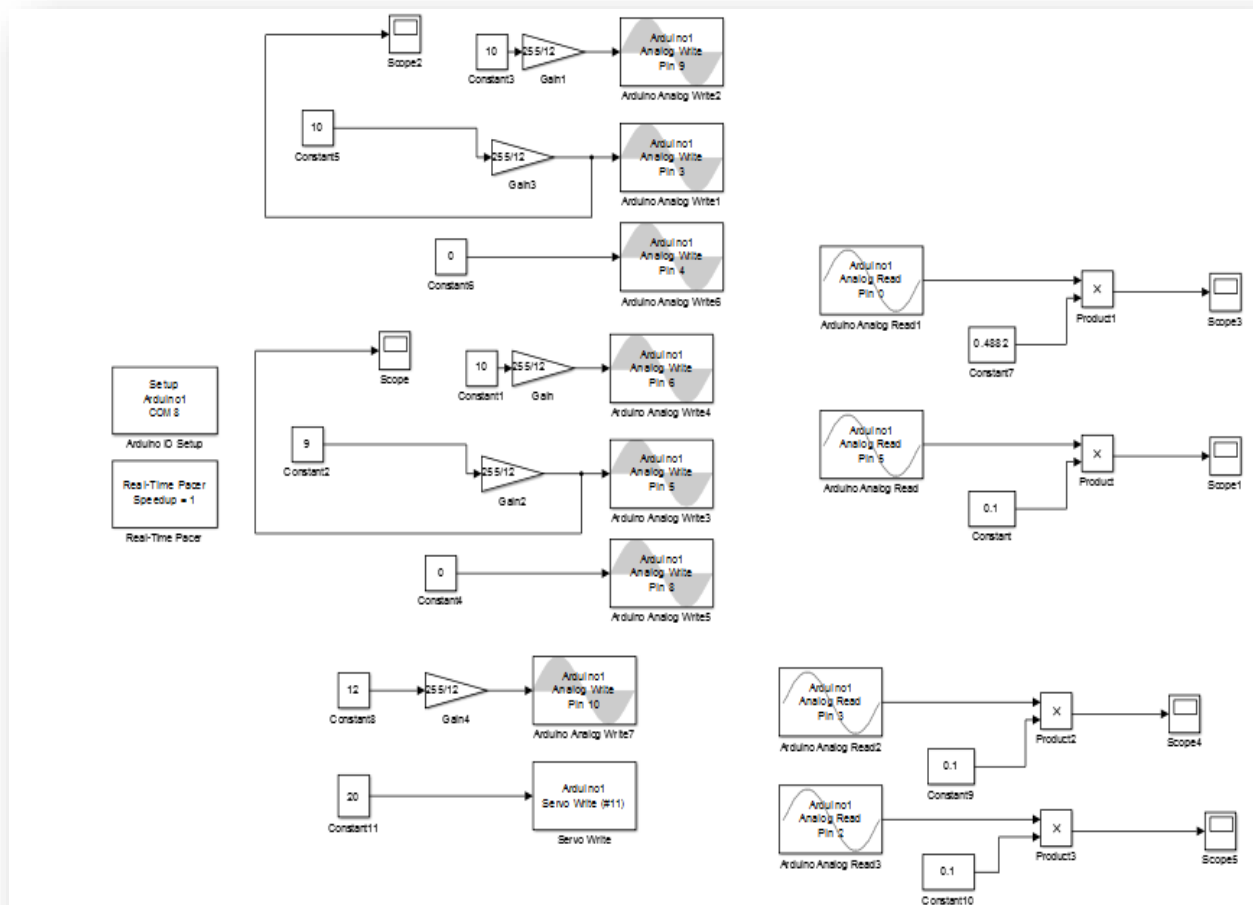 Scope2
10
Constant3
255/12
Gain1
Arduino1
Analog Write
Pin 9
Arduino Analog Write2
10
Constant5
255/12
Gain3
Arduino1
Analog Write
Pin 3
Arduino Analog Write1
0
Constant6
Arduino1
Analog Write
Pin 4
Arduino Analog Write6
Arduino1
Analog Read
Pin 0
Arduino Analog Read1
0.4882
Constant7
×
Product1
Scope3
Setup
Arduino1
COM8
Arduino IO Setup
Real-Time Pacer
Speedup = 1
Real-Time Pacer
Scope
10
Constant1
255/12
Gain
Arduino1
Analog Write
Pin 6
Arduino Analog Write4
9
Constant2
255/12
Gain2
Arduino1
Analog Write
Pin 5
Arduino Analog Write3
0
Constant4
Arduino1
Analog Write
Pin 8
Arduino Analog Write5
Arduino1
Analog Read
Pin 5
Arduino Analog Read
0.1
Constant
×
Product
Scope1
12
Constant8
255/12
Gain4
Arduino1
Analog Write
Pin 10
Arduino Analog Write7
20
Constant11
Arduino1
Servo Write (#11)
Servo Write
Arduino1
Analog Read
Pin 3
Arduino Analog Read2
0.1
Constant9
×
Product2
Scope4
Arduino1
Analog Read
Pin 2
Arduino Analog Read3
0.1
Constant10
×
Product3
Scope5